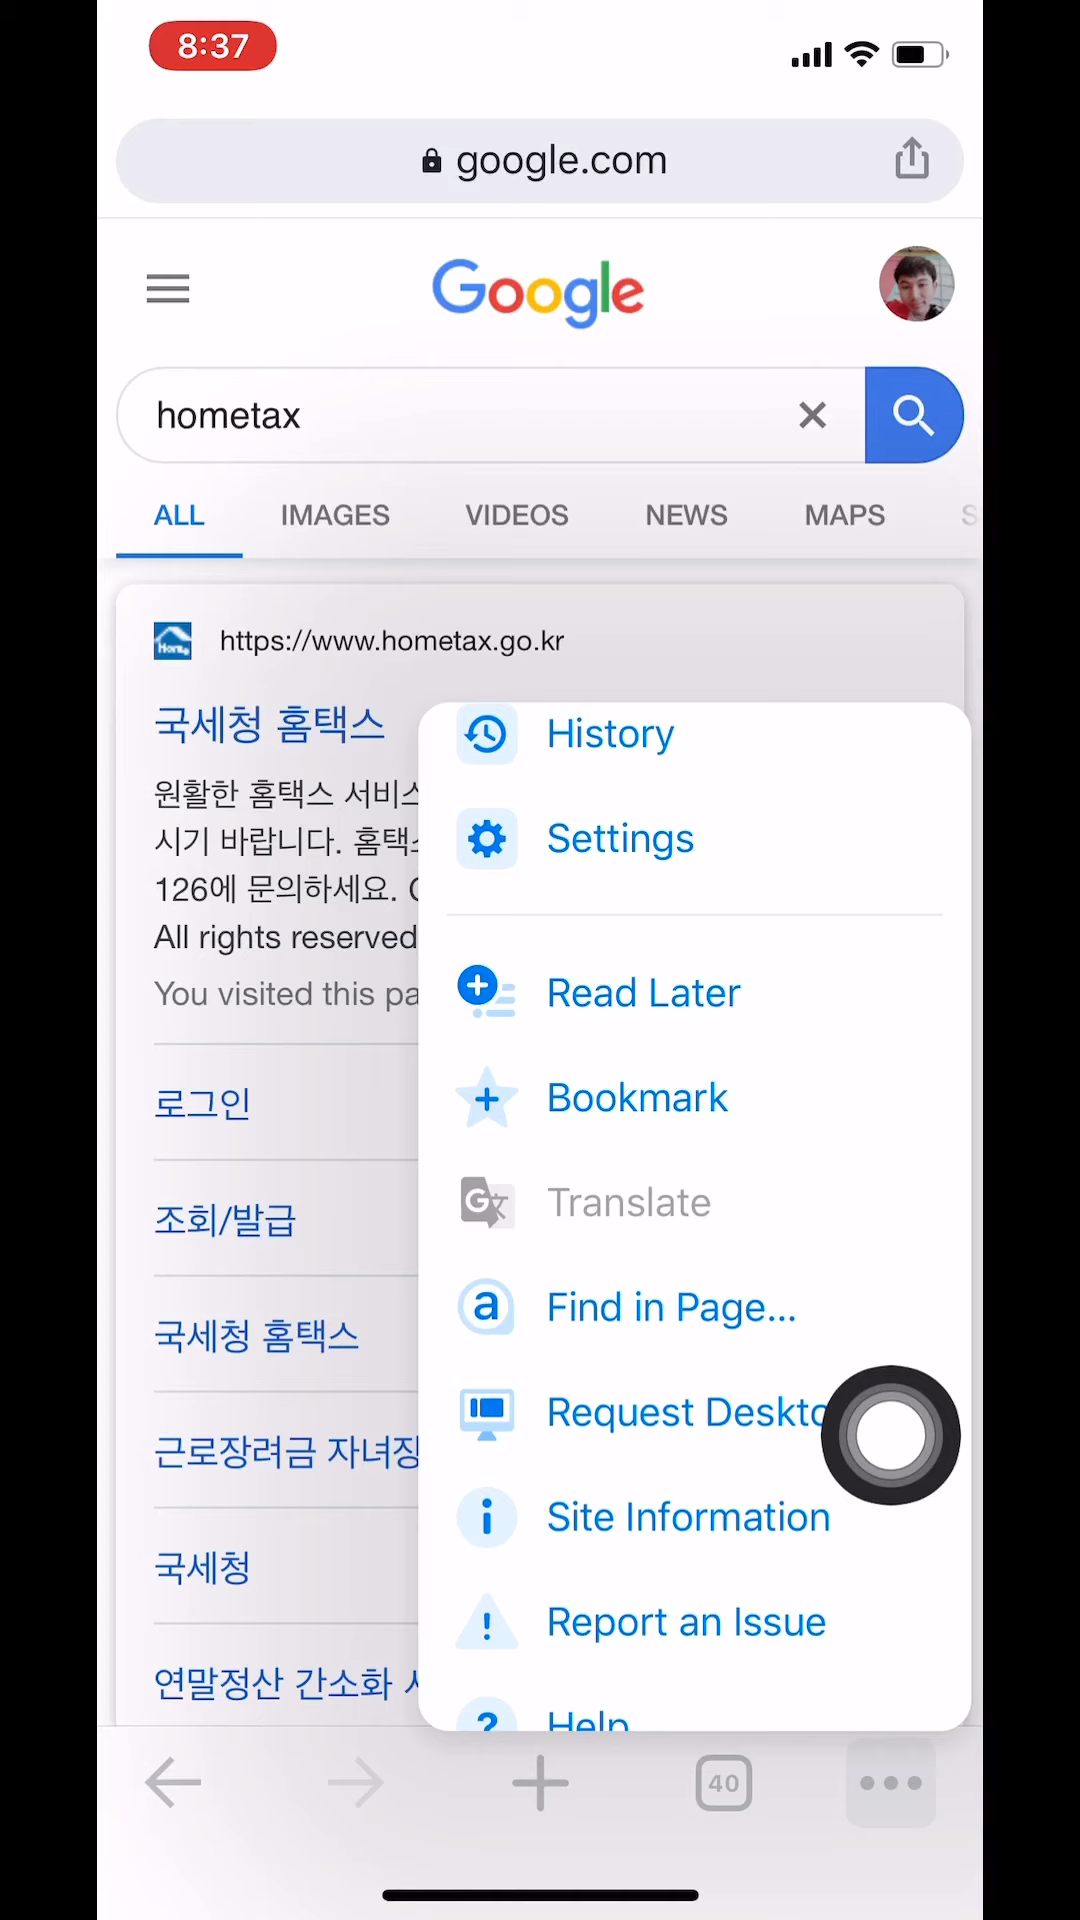 8:37
google.com
Google
hometax
ALL IMAGES VIDEOS NEWS MAPS S
Hom
https://www.hometax.go.kr
국세청 홈택스
원활한 홈택스 서비스
시기 바랍니다. 홈택
126에 문의하세요. C
All rights reserved
You visited this pa
로그인
조회/발급
국세청 홈택스
근로장려금 자녀장
국세청
연말정산 간소화
History
Settings
Read Later
Bookmark
Translate
Find in Page...
Request Deskto
Site Information
Report an Issue
Help
40